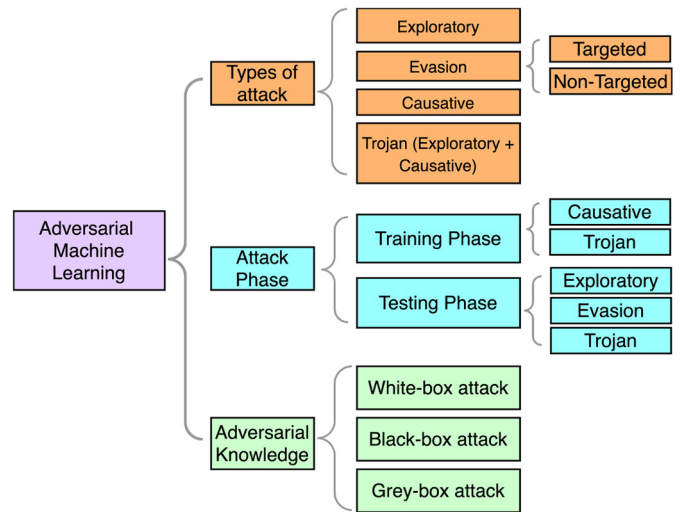 Adversarial
Machine
Learning
Types of
attack
Exploratory
Evasion
Targeted
Non-Targeted
Causative
Trojan (Exploratory +
Causative)
Attack
Phase
Training Phase
Causative
Trojan
Testing Phase
Exploratory
Evasion
Trojan
Adversarial
Knowledge
White-box attack
Black-box attack
Grey-box attack